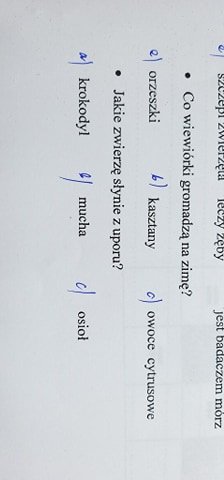 a) szczepi zwierzęta leczy zęby jest badaczem mórz
• Co wiewiórki gromadzą na zimę?
a) orzeszki b) kasztany c) owoce cytrusowe
• Jakie zwierzę słynie z uporu?
a) krokodyl b) mucha c) osioł